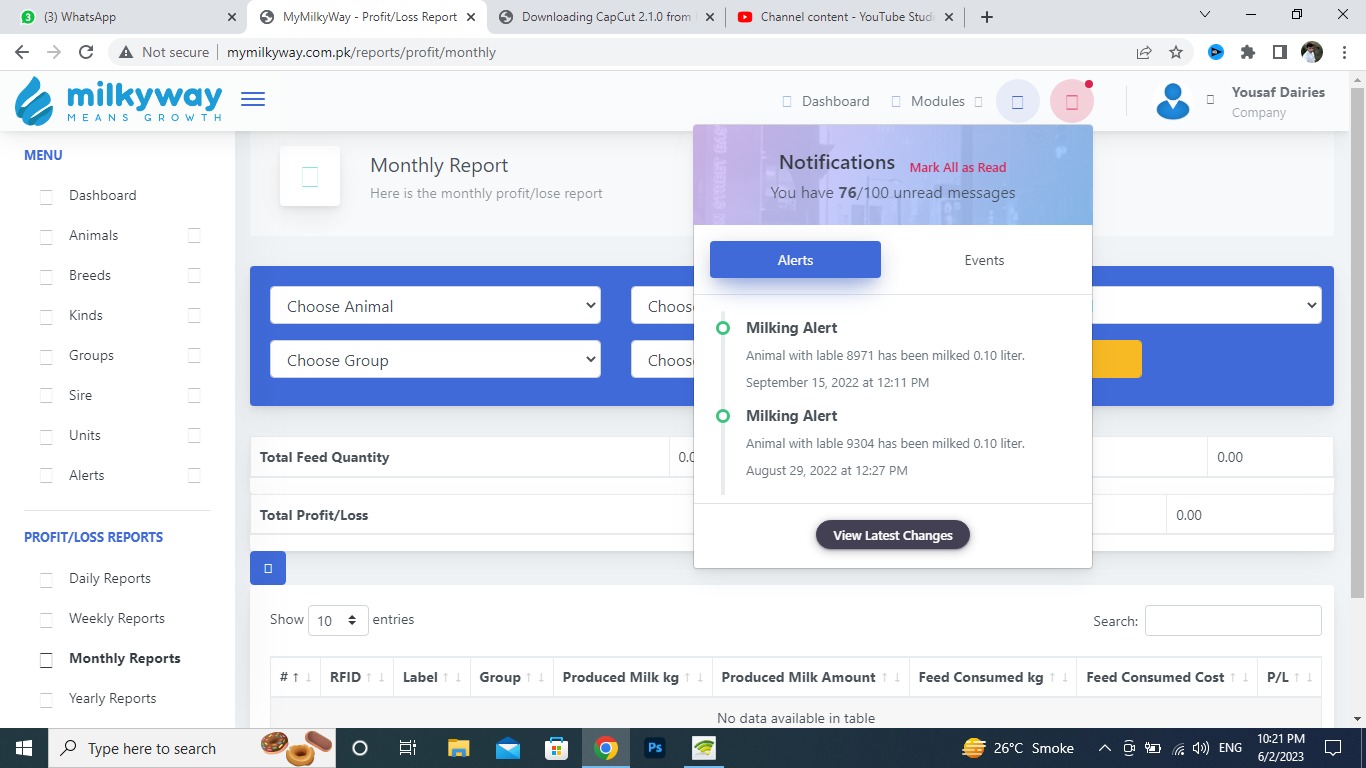 (3) WhatsApp
MyMilkyWay - Profit/Loss Report
Downloading CapCut 2.1.0 from
Channel content - YouTube Studi
Not secure
mymilkyway.com.pk/reports/profit/monthly
milkyway
MEANS GROWTH
Dashboard
Modules
Yousaf Dairies
Company
MENU
Dashboard
Animals
Breeds
Kinds
Groups
Sire
Units
Alerts
PROFIT/LOSS REPORTS
Daily Reports
Weekly Reports
Monthly Reports
Yearly Reports
Monthly Report
Here is the monthly profit/lose report
Notifications Mark All as Read
You have 76/100 unread messages
Alerts
Events
Milking Alert
Animal with lable 8971 has been milked 0.10 liter.
September 15, 2022 at 12:11 PM
Milking Alert
Animal with lable 9304 has been milked 0.10 liter.
August 29, 2022 at 12:27 PM
View Latest Changes
Choose Animal
Choose
Choose Group
Choose
Total Feed Quantity
0.0
0.00
Total Profit/Loss
0.00
Show 10 entries
Search:
# RFID Label Group Produced Milk kg Produced Milk Amount Feed Consumed kg Feed Consumed Cost P/L
No data available in table
Type here to search
26°C Smoke
ENG
10:21 PM
6/2/2023